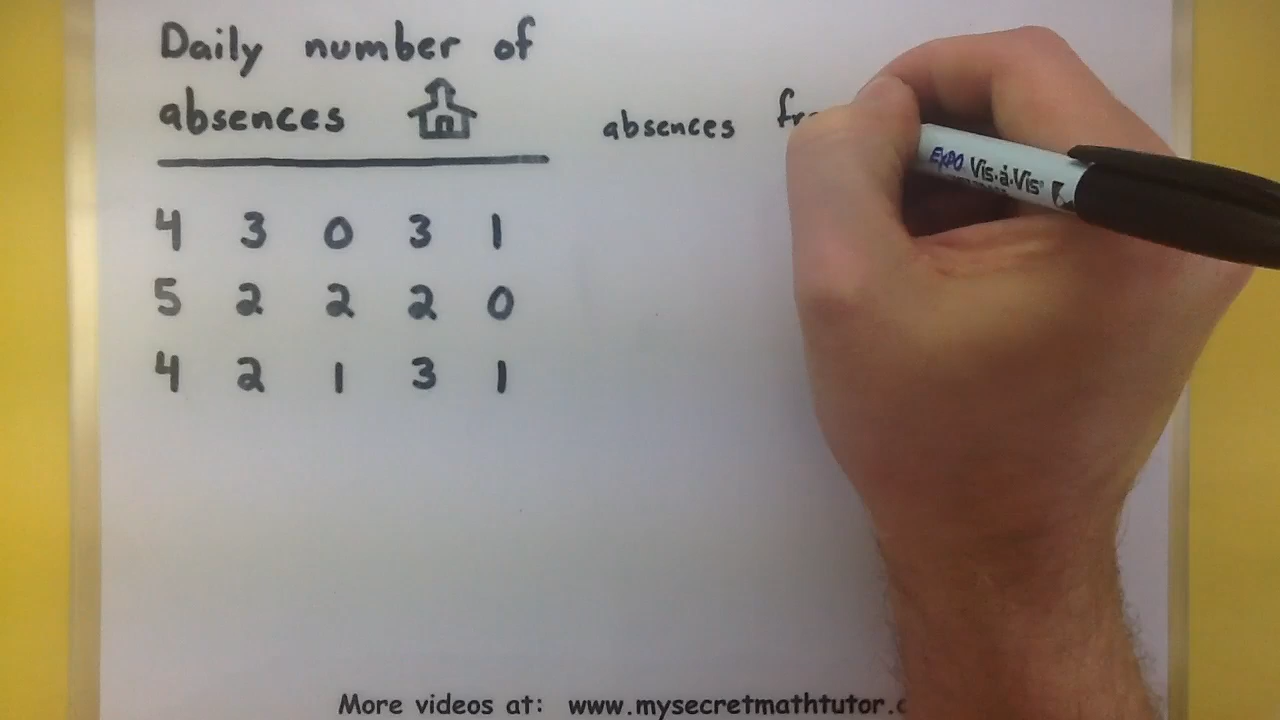 Daily number of
absences
absences
4 3 0 3 1
5 2 2 2 0
4 2 1 3 1
EXPO Vis-à-Vis
More videos at: www.mysecretmathtutor.c